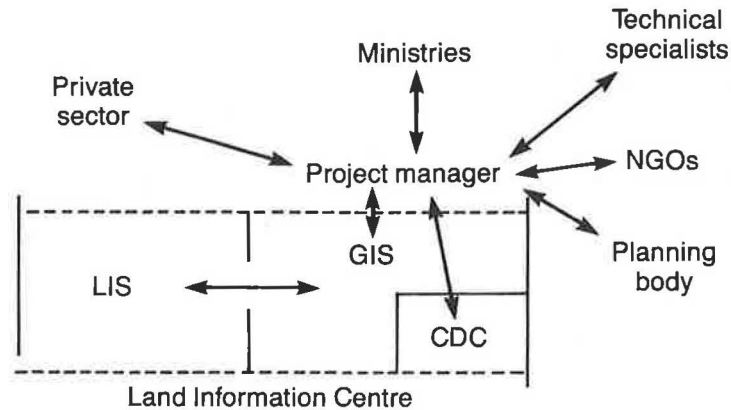 Technical
specialists
Ministries
Private
sector
Project manager
NGOs
Planning
body
GIS
LIS
CDC
Land Information Centre